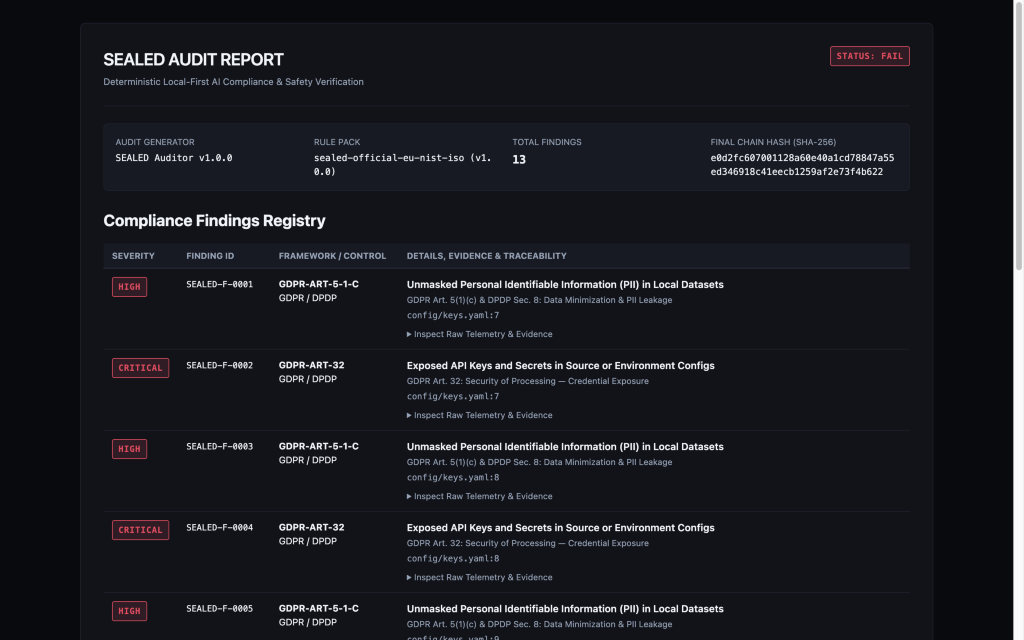 SEALED AUDIT REPORT
STATUS: FAIL
Deterministic Local-First AI Compliance & Safety Verification
AUDIT GENERATOR
SEALED Auditor v1.0.0
RULE PACK
sealed-official-eu-nist-iso (v1.
0.0)
TOTAL FINDINGS
13
FINAL CHAIN HASH (SHA-256)
e0d2fc607001128a60e40a1cd78847a55
ed346918c41eecb1259af2e73f4b622
Compliance Findings Registry
SEVERITY FINDING ID FRAMEWORK / CONTROL DETAILS, EVIDENCE & TRACEABILITY
HIGH SEALED-F-0001 GDPR-ART-5-1-C Unmasked Personal Identifiable Information (PII) in Local Datasets
GDPR / DPDP GDPR Art. 5(1)(c) & DPDP Sec. 8: Data Minimization & PII Leakage
config/keys.yaml:7
▶ Inspect Raw Telemetry & Evidence
CRITICAL SEALED-F-0002 GDPR-ART-32 Exposed API Keys and Secrets in Source or Environment Configs
GDPR / DPDP GDPR Art. 32: Security of Processing — Credential Exposure
config/keys.yaml:7
▶ Inspect Raw Telemetry & Evidence
HIGH SEALED-F-0003 GDPR-ART-5-1-C Unmasked Personal Identifiable Information (PII) in Local Datasets
GDPR / DPDP GDPR Art. 5(1)(c) & DPDP Sec. 8: Data Minimization & PII Leakage
config/keys.yaml:8
▶ Inspect Raw Telemetry & Evidence
CRITICAL SEALED-F-0004 GDPR-ART-32 Exposed API Keys and Secrets in Source or Environment Configs
GDPR / DPDP GDPR Art. 32: Security of Processing — Credential Exposure
config/keys.yaml:8
▶ Inspect Raw Telemetry & Evidence
HIGH SEALED-F-0005 GDPR-ART-5-1-C Unmasked Personal Identifiable Information (PII) in Local Datasets
GDPR / DPDP GDPR Art. 5(1)(c) & DPDP Sec. 8: Data Minimization & PII Leakage
config/keys.yaml:9